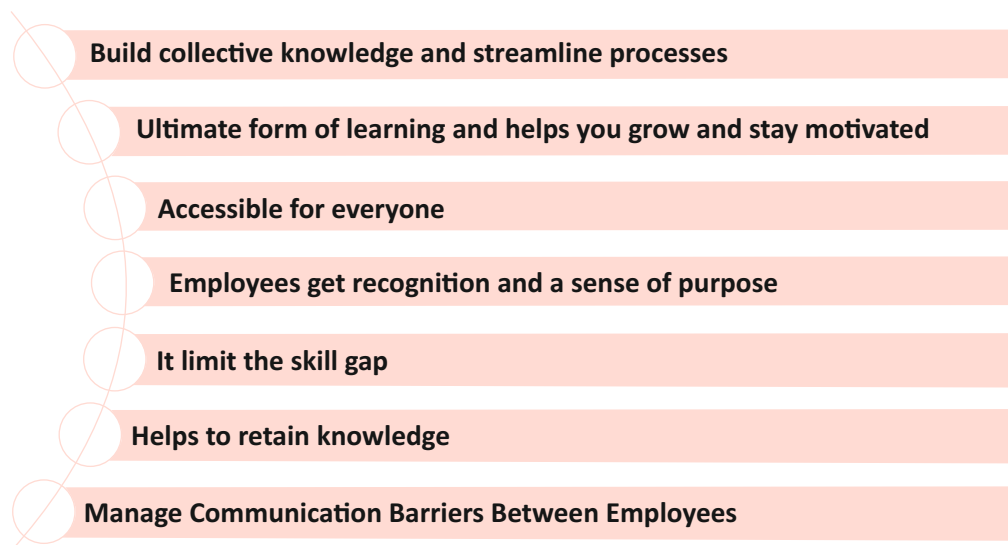 Build collective knowledge and streamline processes
Ultimate form of learning and helps you grow and stay motivated
Accessible for everyone
Employees get recognition and a sense of purpose
It limit the skill gap
Helps to retain knowledge
Manage Communication Barriers Between Employees